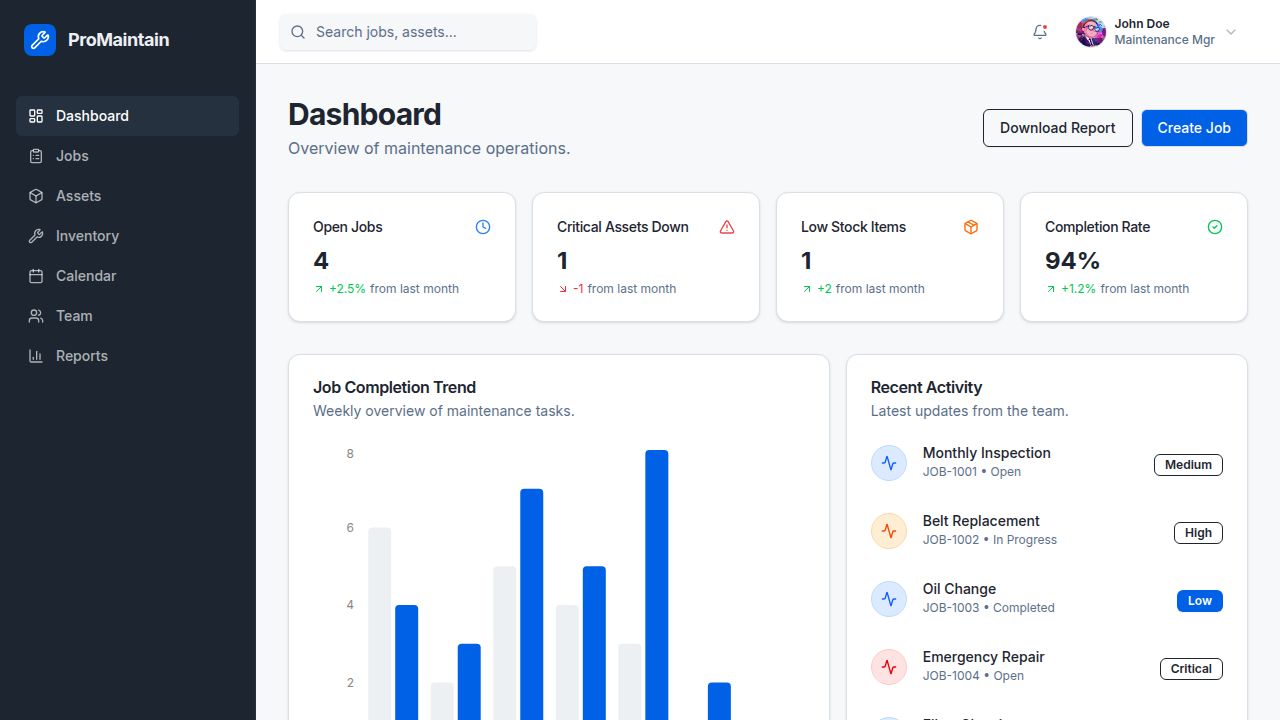 ProMaintain
Search jobs, assets...
John Doe
Maintenance Mgr
Dashboard
Jobs
Assets
Inventory
Calendar
Team
Reports
Dashboard
Overview of maintenance operations.
Download Report
Create Job
Open Jobs
4
+2.5% from last month
Critical Assets Down
1
-1 from last month
Low Stock Items
1
+2 from last month
Completion Rate
94%
+1.2% from last month
Job Completion Trend
Weekly overview of maintenance tasks.
8
6
4
2
Recent Activity
Latest updates from the team.
Monthly Inspection
JOB-1001 • Open
Medium
Belt Replacement
JOB-1002 • In Progress
High
Oil Change
JOB-1003 • Completed
Low
Emergency Repair
JOB-1004 • Open
Critical